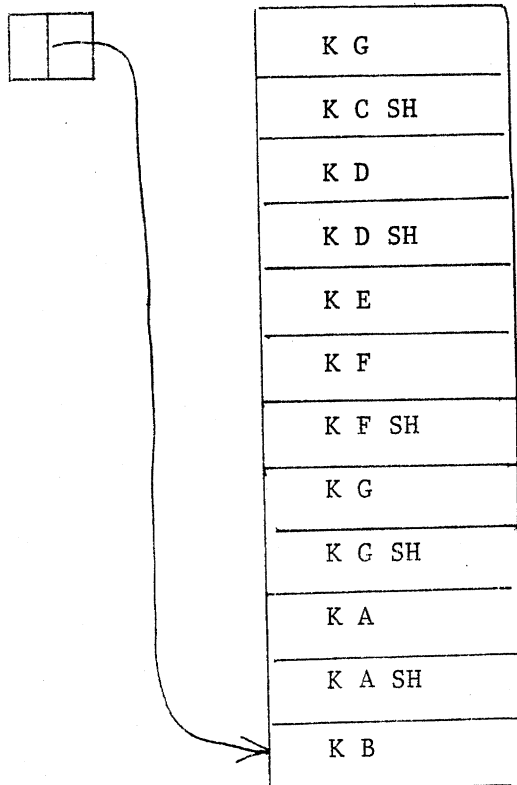 K G
K C SH
K D
K D SH
K E
K F
K F SH
K G
K G SH
K A
K A SH
K B